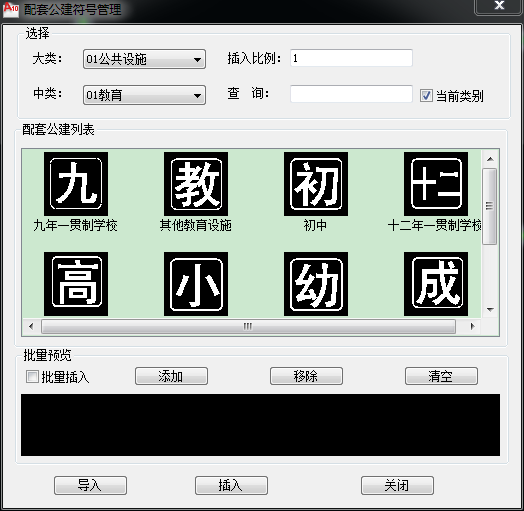 A10 配套公建符号管理
选择
大类： 01公共设施 插入比例： 1
中类： 01教育 查 询： 当前类别
配套公建列表
九 教 初 十二
九年一贯制学校 其他教育设施 初中 十二年一贯制学校
高 小 幼 成
批量预览
批量插入 添加 移除 清空
导入 插入 关闭